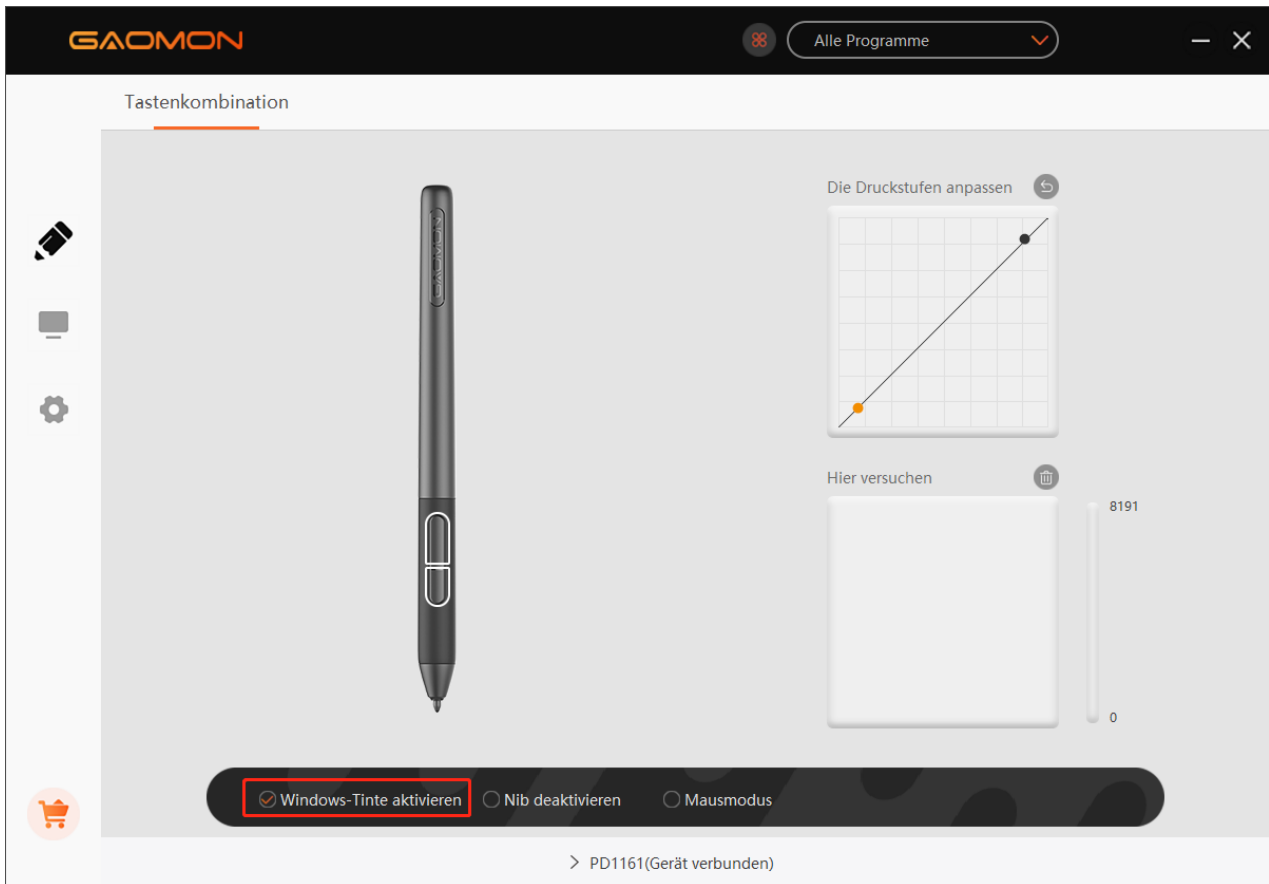 GAOMON
Alle Programme
Tastenkombination
GAOMON
Die Druckstufen anpassen
Hier versuchen
8191
0
Windows-Tinte aktivieren
Nib deaktivieren
Mausmodus
PD1161(Gerät verbunden)